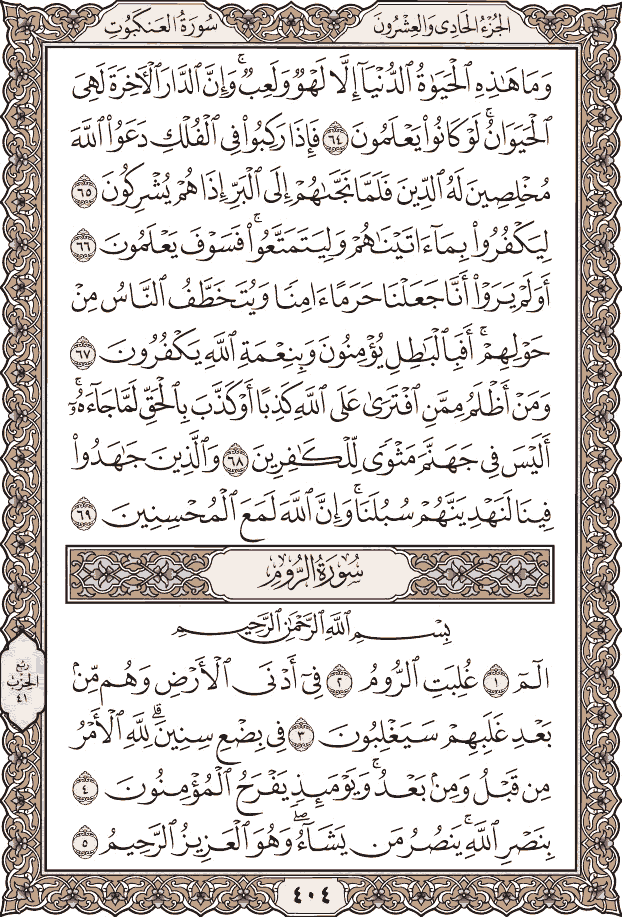 الجُزْءُ الحَادِي وَالعِشْرُونَ
سُورَةُ العَنكَبُوتِ
وَمَا هَـٰذِهِ ٱلْحَيَوٰةُ ٱلدُّنْيَآ إِلَّا لَهْوٌ وَلَعِبٌ ۚ وَإِنَّ ٱلدَّارَ ٱلْـَٔاخِرَةَ لَهِىَ
ٱلْحَيَوَانُ ۚ لَوْ كَانُوا۟ يَعْلَمُونَ ٦٤ فَإِذَا رَكِبُوا۟ فِى ٱلْفُلْكِ دَعَوُا۟ ٱللَّهَ
مُخْلِصِينَ لَهُ ٱلدِّينَ فَلَمَّا نَجَّىٰهُمْ إِلَى ٱلْبَرِّ إِذَا هُمْ يُشْرِكُونَ ٦٥
لِيَكْفُرُوا۟ بِمَآ ءَاتَيْنَـٰهُمْ وَلِيَتَمَتَّعُوا۟ ۖ فَسَوْفَ يَعْلَمُونَ ٦٦
أَوَلَمْ يَرَوْا۟ أَنَّا جَعَلْنَا حَرَمًا ءَامِنًا وَيُتَخَطَّفُ ٱلنَّاسُ مِنْ
حَوْلِهِمْ ۚ أَفَبِٱلْبَـٰطِلِ يُؤْمِنُونَ وَبِنِعْمَةِ ٱللَّهِ يَكْفُرُونَ ٦٧
وَمَنْ أَظْلَمُ مِمَّنِ ٱفْتَرَىٰ عَلَى ٱللَّهِ كَذِبًا أَوْ كَذَّبَ بِٱلْحَقِّ لَمَّا جَآءَهُۥٓ ۚ
أَلَيْسَ فِى جَهَنَّمَ مَثْوًى لِّلْكَـٰفِرِينَ ٦٨ وَٱلَّذِينَ جَـٰهَدُوا۟
فِينَا لَنَهْدِيَنَّهُمْ سُبُلَنَا ۚ وَإِنَّ ٱللَّهَ لَمَعَ ٱلْمُحْسِنِينَ ٦٩
سُورَةُ الرُّومِ
بِسْمِ ٱللَّهِ ٱلرَّحْمَـٰنِ ٱلرَّحِيمِ
الٓمٓ ١ غُلِبَتِ ٱلرُّومُ ٢ فِىٓ أَدْنَى ٱلْأَرْضِ وَهُم مِّنۢ
بَعْدِ غَلَبِهِمْ سَيَغْلِبُونَ ٣ فِى بِضْعِ سِنِينَ ۗ لِلَّهِ ٱلْأَمْرُ
مِن قَبْلُ وَمِنۢ بَعْدُ ۚ وَيَوْمَئِذٍ يَفْرَحُ ٱلْمُؤْمِنُونَ ٤
بِنَصْرِ ٱللَّهِ ۚ يَنصُرُ مَن يَشَآءُ ۖ وَهُوَ ٱلْعَزِيزُ ٱلرَّحِيمُ ٥
رُبع
الحِزْب
٤١
٤٠٤